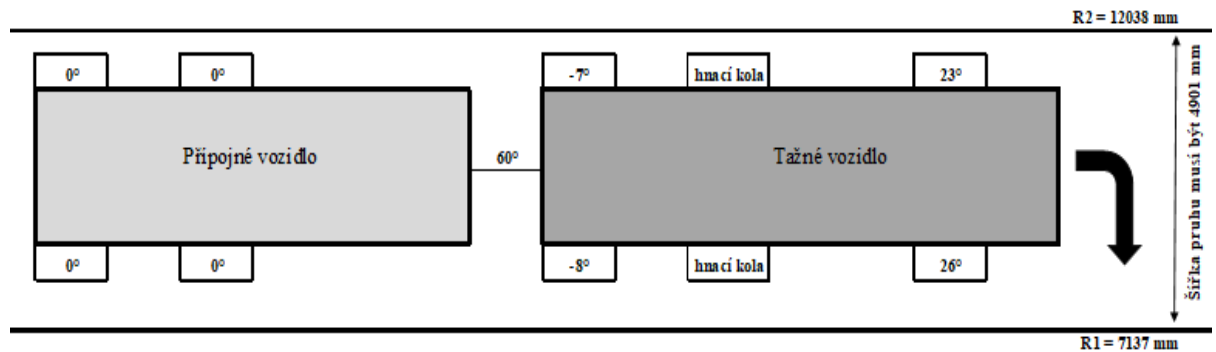 R2 = 12038 mm
0°
0°
-7°
hnací kola
23°
Přípojné vozidlo
60°
Tažné vozidlo
Šířka pruhu musí být 4901 mm
0°
0°
-8°
hnací kola
26°
R1 = 7137 mm